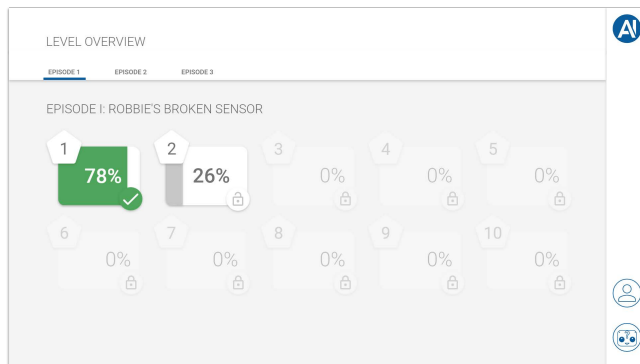 LEVEL OVERVIEW
EPISODE 1 EPISODE 2 EPISODE 3
EPISODE I: ROBBIE'S BROKEN SENSOR
1 2 3 4 5
78% 26% 0% 0% 0%
6 7 8 9 10
0% 0% 0% 0% 0%
AI